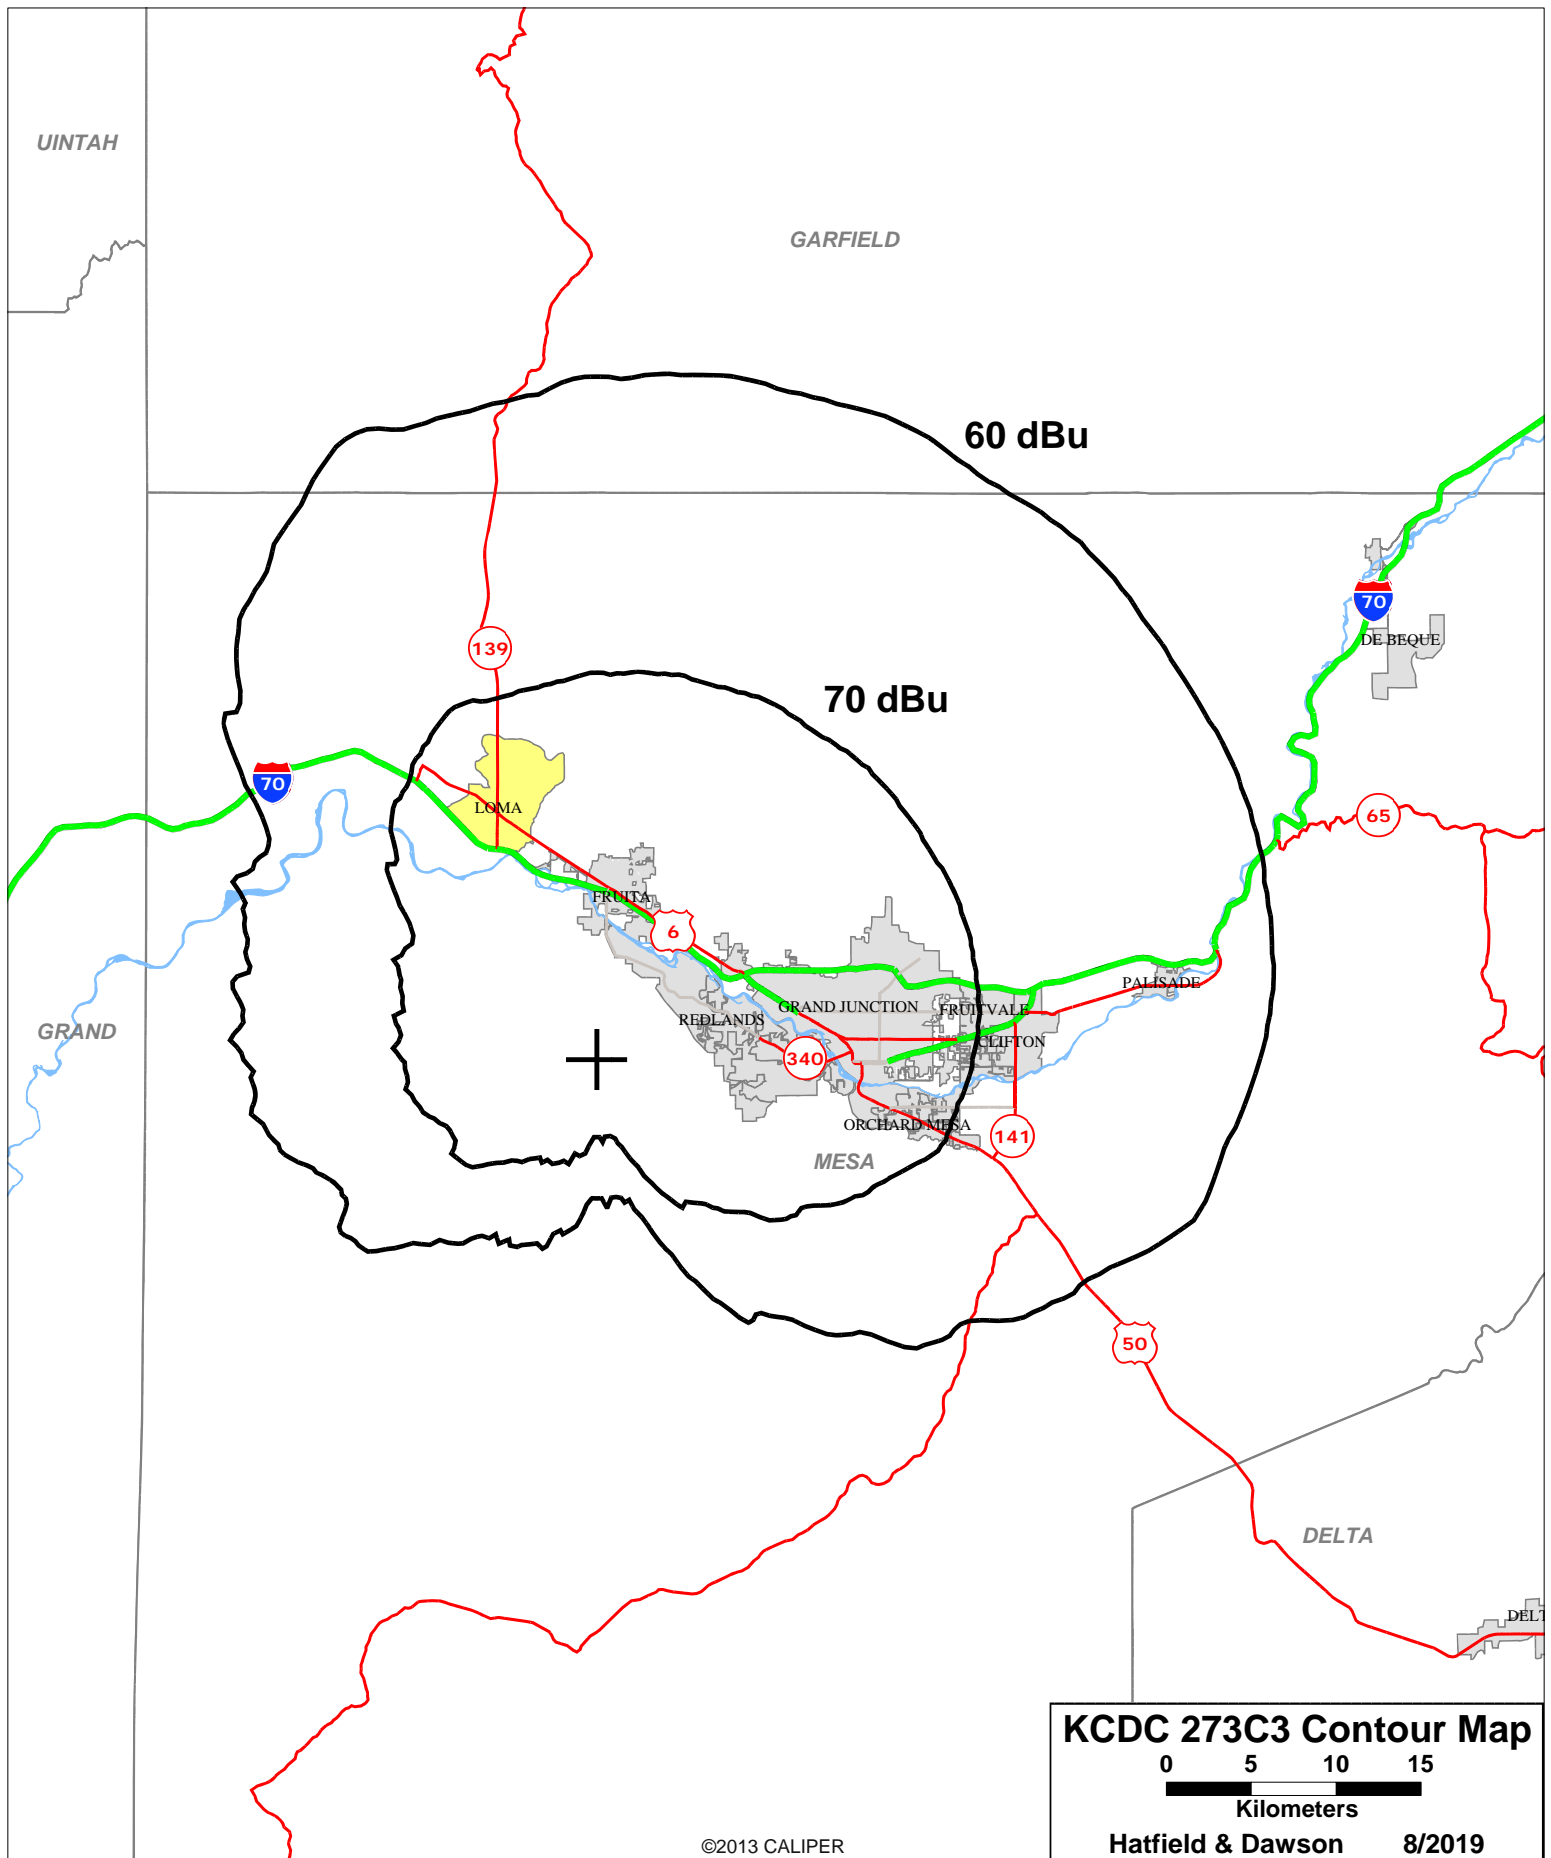 UINTAH
GARFIELD
60 dBu
70
DE BEQUE
139
70 dBu
70
LOMA
65
FRUITA
6
PALISADE
GRAND JUNCTION
FRUITVALE
REDLANDS
GRAND
CLIFTON
340
ORCHARD MESA
141
MESA
50
DELTA
DELT
KCDC 273C3 Contour Map
0 5 10 15
Kilometers
Hatfield & Dawson 8/2019
©2013 CALIPER